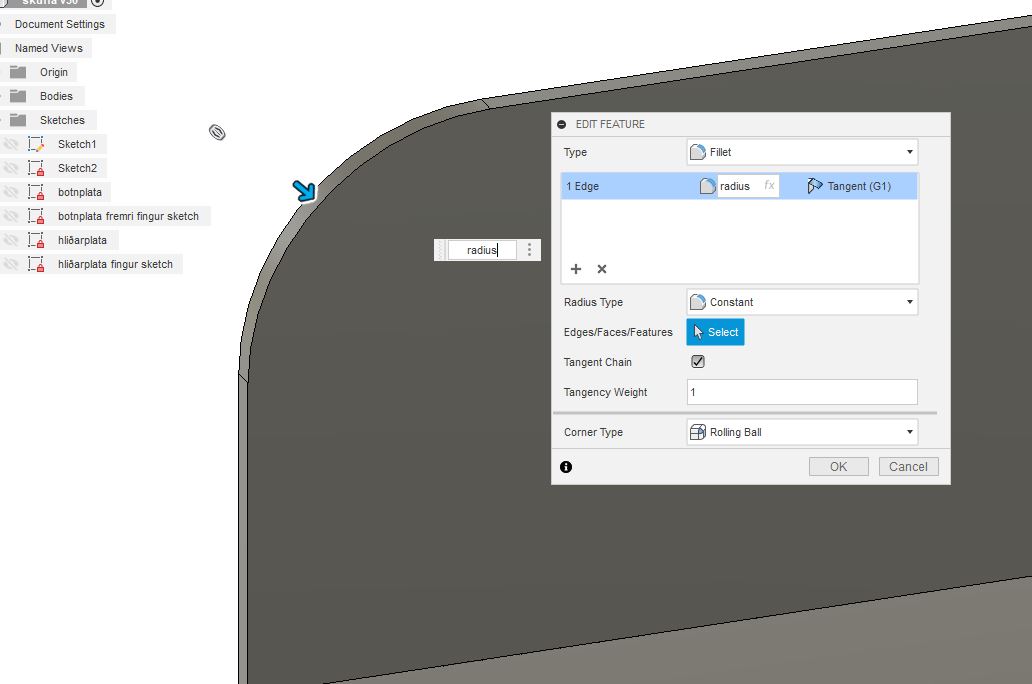 skúffa v30
Document Settings
Named Views
Origin
Bodies
Sketches
Sketch1
Sketch2
botnplata
botnplata fremri fingur sketch
hliðarplata
hliðarplata fingur sketch
radius
EDIT FEATURE
Type
Fillet
1 Edge
radius
fx
Tangent (G1)
Radius Type
Constant
Edges/Faces/Features
Select
Tangent Chain
Tangency Weight
1
Corner Type
Rolling Ball
OK
Cancel